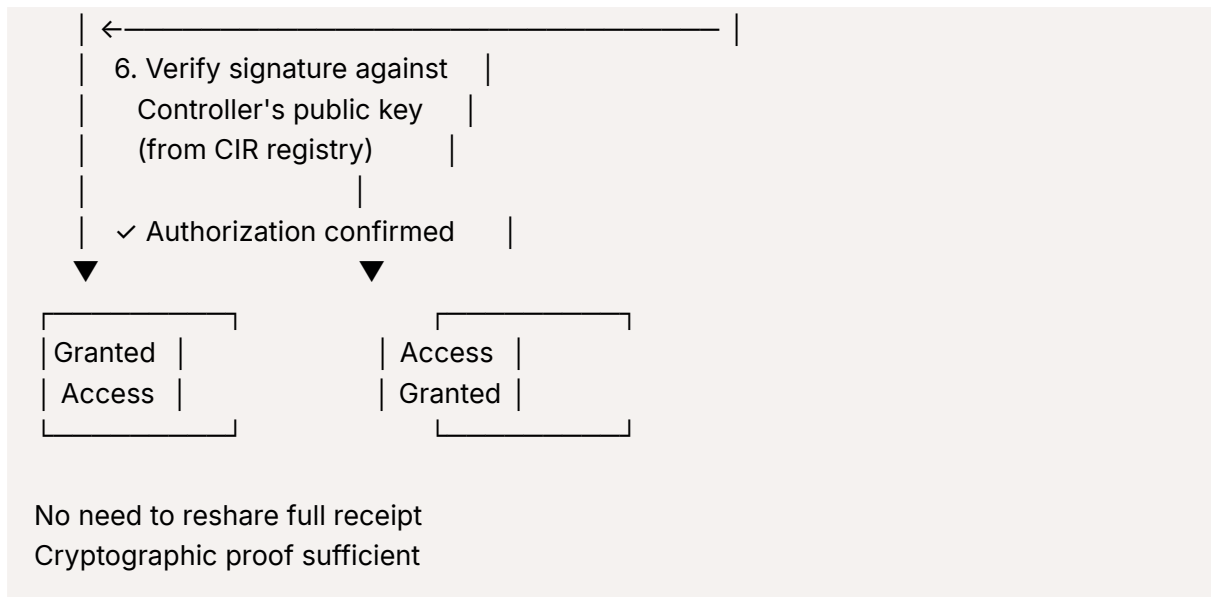 │ ←─────────────────────────────── │
│ 6. Verify signature against │
│ Controller's public key │
│ (from CIR registry) │
│ │
│ ✓ Authorization confirmed │
▼ ▼
┌──────────┐ ┌──────────┐
│Granted │ │ Access │
│ Access │ │ Granted │
└──────────┘ └──────────┘
No need to reshare full receipt
Cryptographic proof sufficient